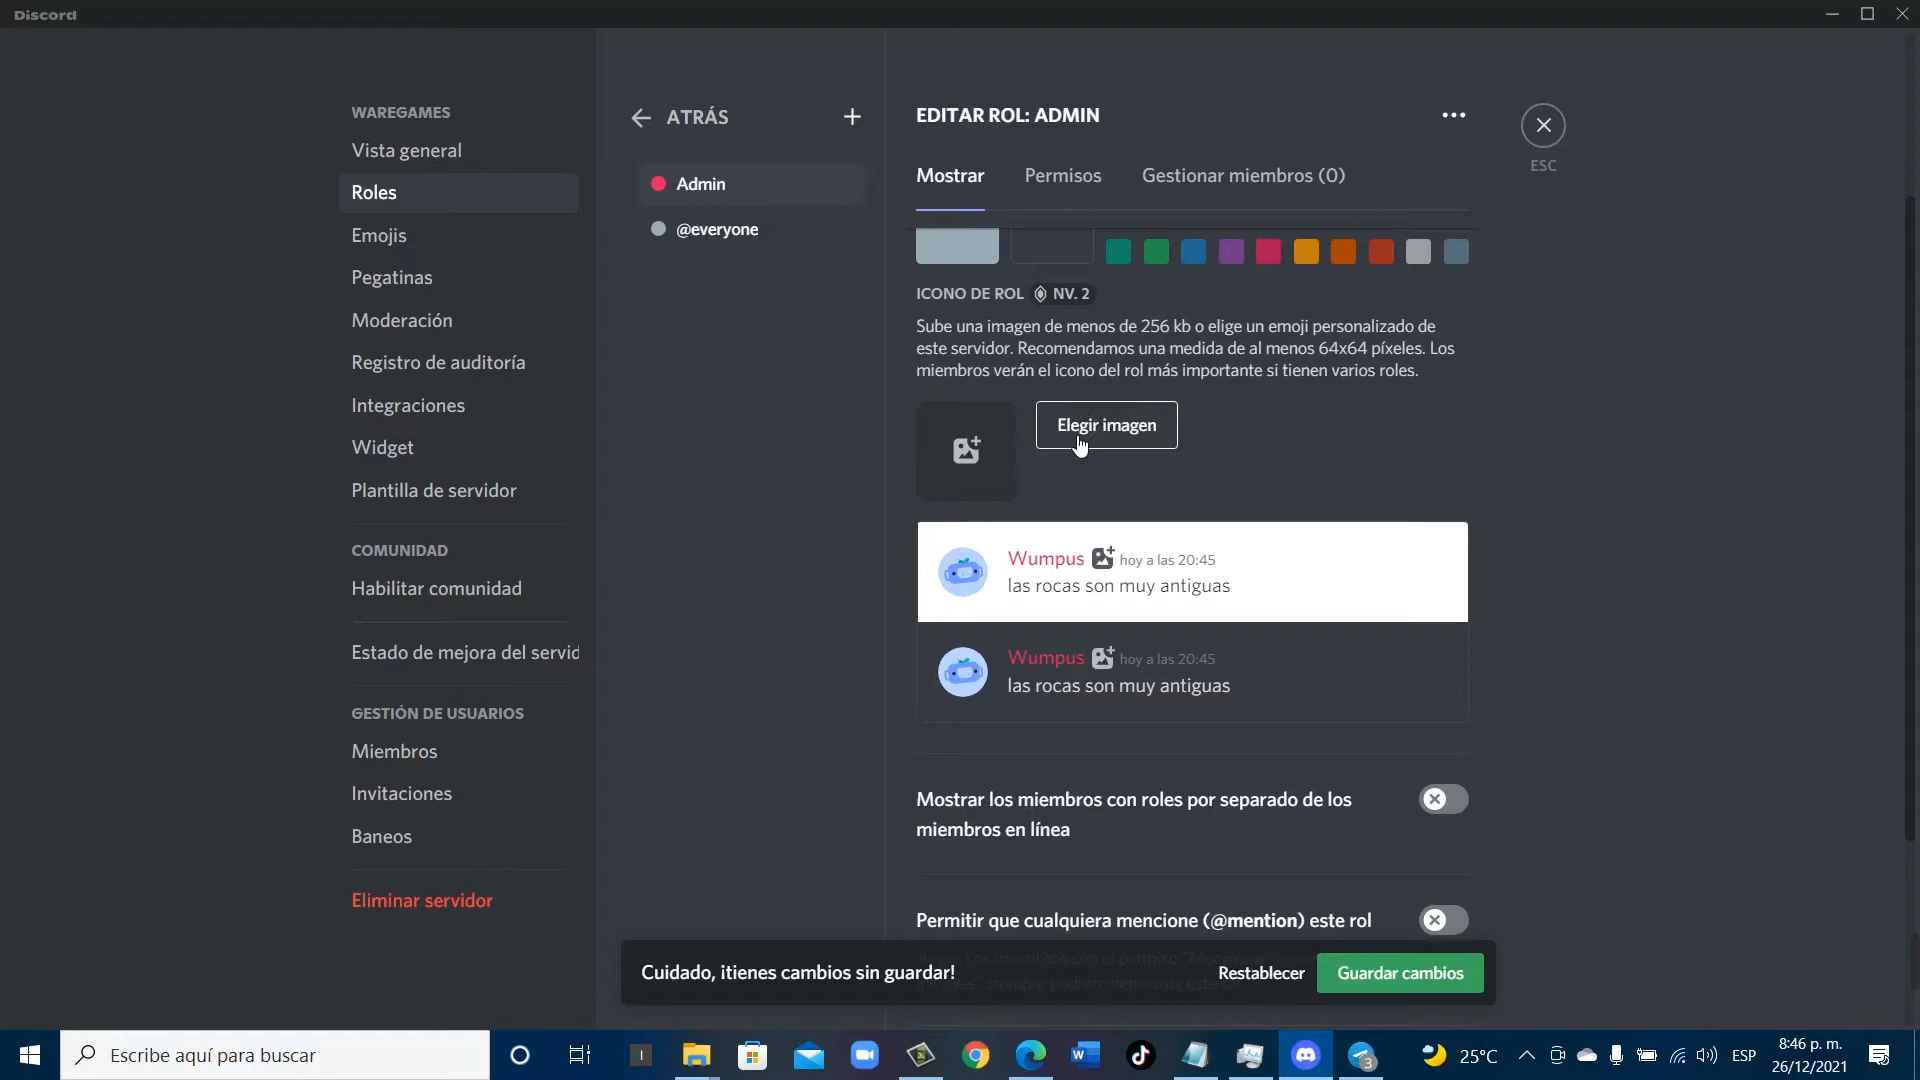 Discord
WAREGAMES
Vista general
Roles
Emojis
Pegatinas
Moderación
Registro de auditoría
Integraciones
Widget
Plantilla de servidor
COMUNIDAD
Habilitar comunidad
Estado de mejora del servid
GESTIÓN DE USUARIOS
Miembros
Invitaciones
Baneos
Eliminar servidor
ATRÁS
Admin
@everyone
EDITAR ROL: ADMIN
Mostrar Permisos Gestionar miembros (0)
ESC
ICONO DE ROL NV. 2
Sube una imagen de menos de 256 kb o elige un emoji personalizado de
este servidor. Recomendamos una medida de al menos 64x64 píxeles. Los
miembros verán el icono del rol más importante si tienen varios roles.
Elegir imagen
Wumpus hoy a las 20:45
las rocas son muy antiguas
Wumpus hoy a las 20:45
las rocas son muy antiguas
Mostrar los miembros con roles por separado de los
miembros en línea
Permitir que cualquiera mencione (@mention) este rol
Cuidado, ¡tienes cambios sin guardar! Restablecer Guardar cambios
Escribe aquí para buscar
3
25°C
ESP
8:46 p. m.
26/12/2021